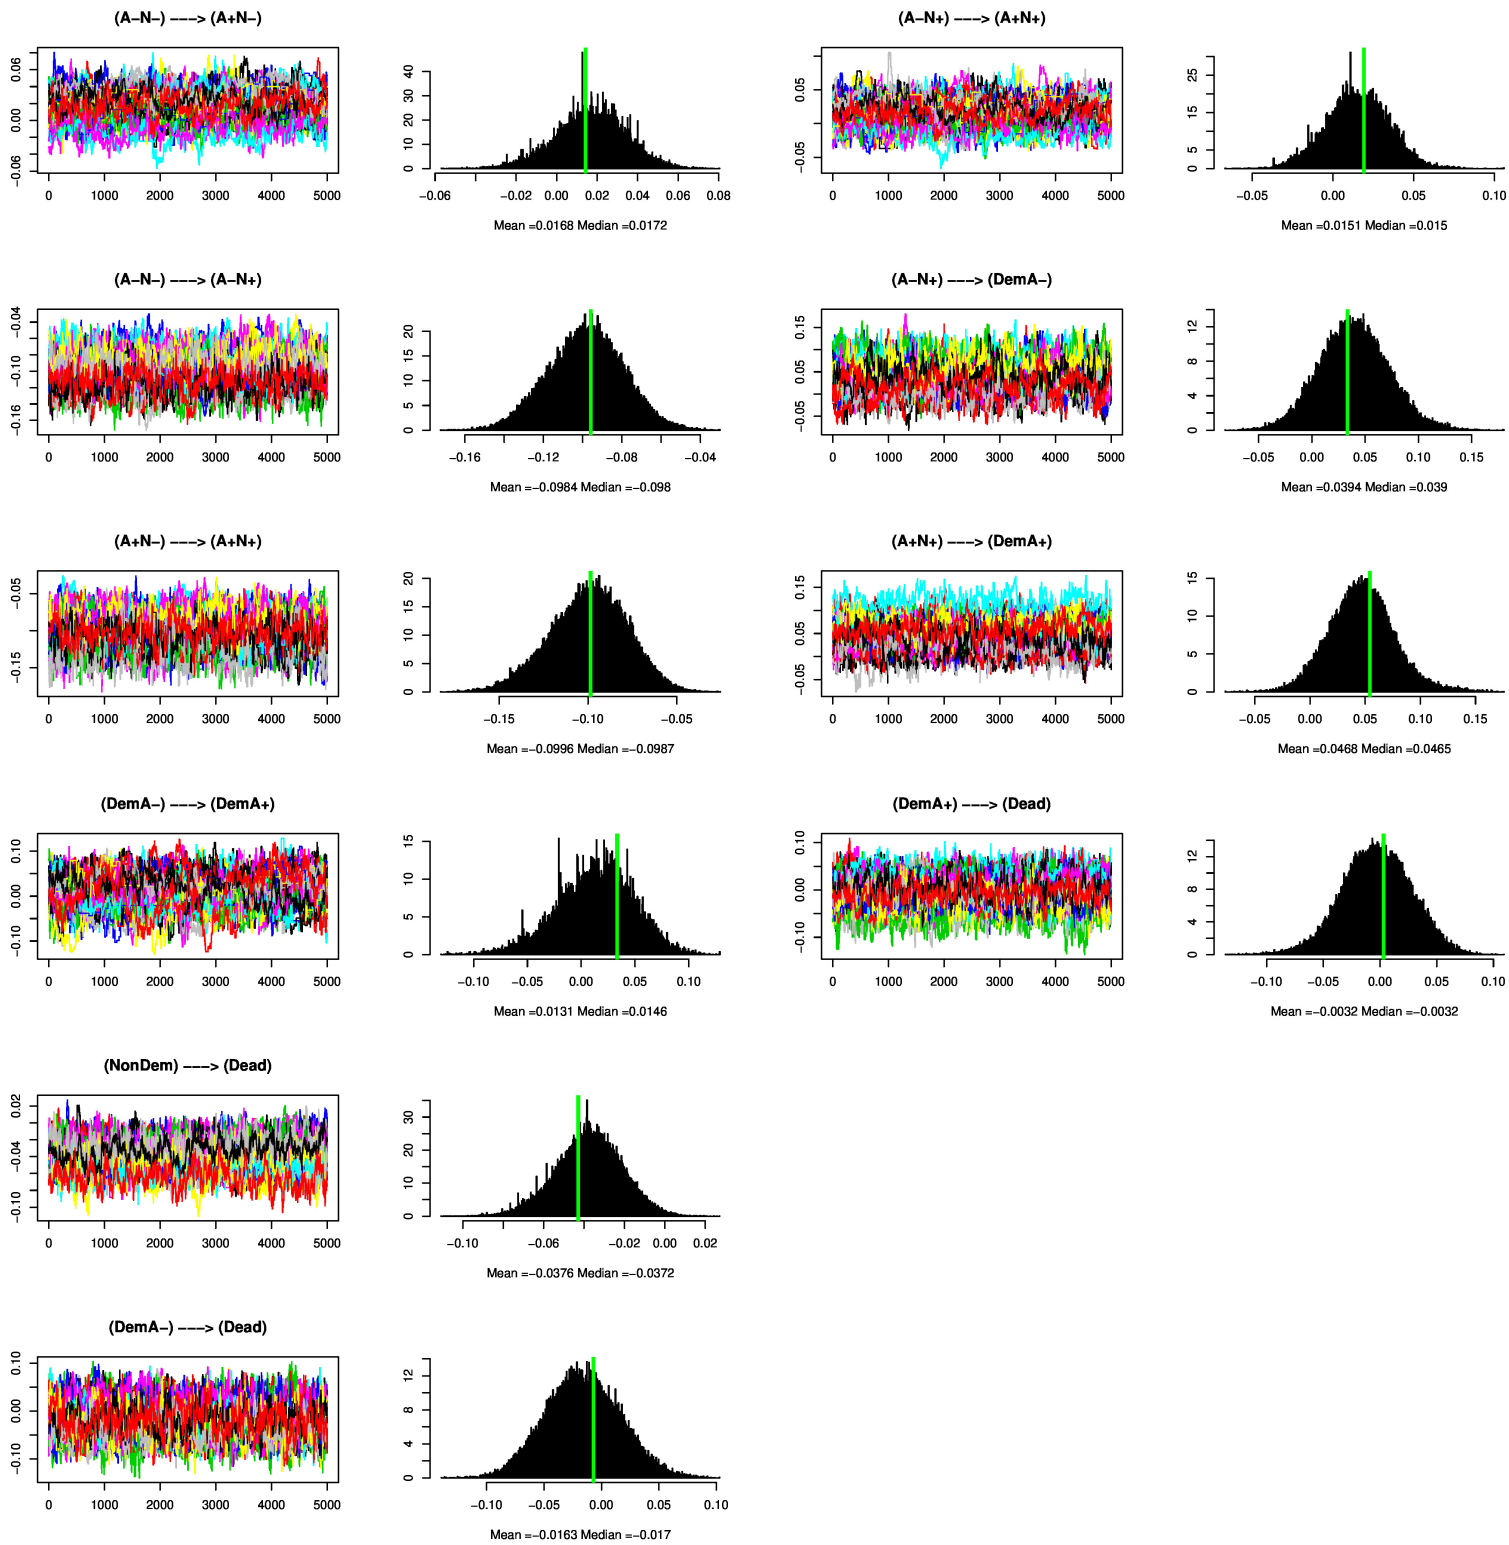 (A−N−) −−−> (A+N−)
−0.06 0.00 0.06
0 1000 2000 3000 4000 5000
0 10 20 30 40
−0.06 −0.02 0.00 0.02 0.04 0.06 0.08
Mean =0.0168 Median =0.0172
(A−N+) −−−> (A+N+)
−0.05 0.05
0 1000 2000 3000 4000 5000
0 5 15 25
−0.05 0.00 0.05 0.10
Mean =0.0151 Median =0.015
(A−N−) −−−> (A−N+)
−0.16 −0.10 −0.04
0 1000 2000 3000 4000 5000
0 5 10 15 20
−0.16 −0.12 −0.08 −0.04
Mean =−0.0984 Median =−0.098
(A−N+) −−−> (DemA−)
−0.05 0.05 0.15
0 1000 2000 3000 4000 5000
0 4 8 12
−0.05 0.00 0.05 0.10 0.15
Mean =0.0394 Median =0.039
(A+N−) −−−> (A+N+)
−0.15 −0.05
0 1000 2000 3000 4000 5000
0 5 10 15 20
−0.15 −0.10 −0.05
Mean =−0.0996 Median =−0.0987
(A+N+) −−−> (DemA+)
−0.05 0.05 0.15
0 1000 2000 3000 4000 5000
0 5 10 15
−0.05 0.00 0.05 0.10 0.15
Mean =0.0468 Median =0.0465
(DemA−) −−−> (DemA+)
−0.10 0.00 0.10
0 1000 2000 3000 4000 5000
0 5 10 15
−0.10 −0.05 0.00 0.05 0.10
Mean =0.0131 Median =0.0146
(DemA+) −−−> (Dead)
−0.10 0.00 0.10
0 1000 2000 3000 4000 5000
0 4 8 12
−0.10 −0.05 0.00 0.05 0.10
Mean =−0.0032 Median =−0.0032
(NonDem) −−−> (Dead)
−0.10 −0.04 0.02
0 1000 2000 3000 4000 5000
0 10 20 30
−0.10 −0.06 −0.02 0.00 0.02
Mean =−0.0376 Median =−0.0372
(DemA−) −−−> (Dead)
−0.10 0.00 0.10
0 1000 2000 3000 4000 5000
0 4 8 12
−0.10 −0.05 0.00 0.05 0.10
Mean =−0.0163 Median =−0.017